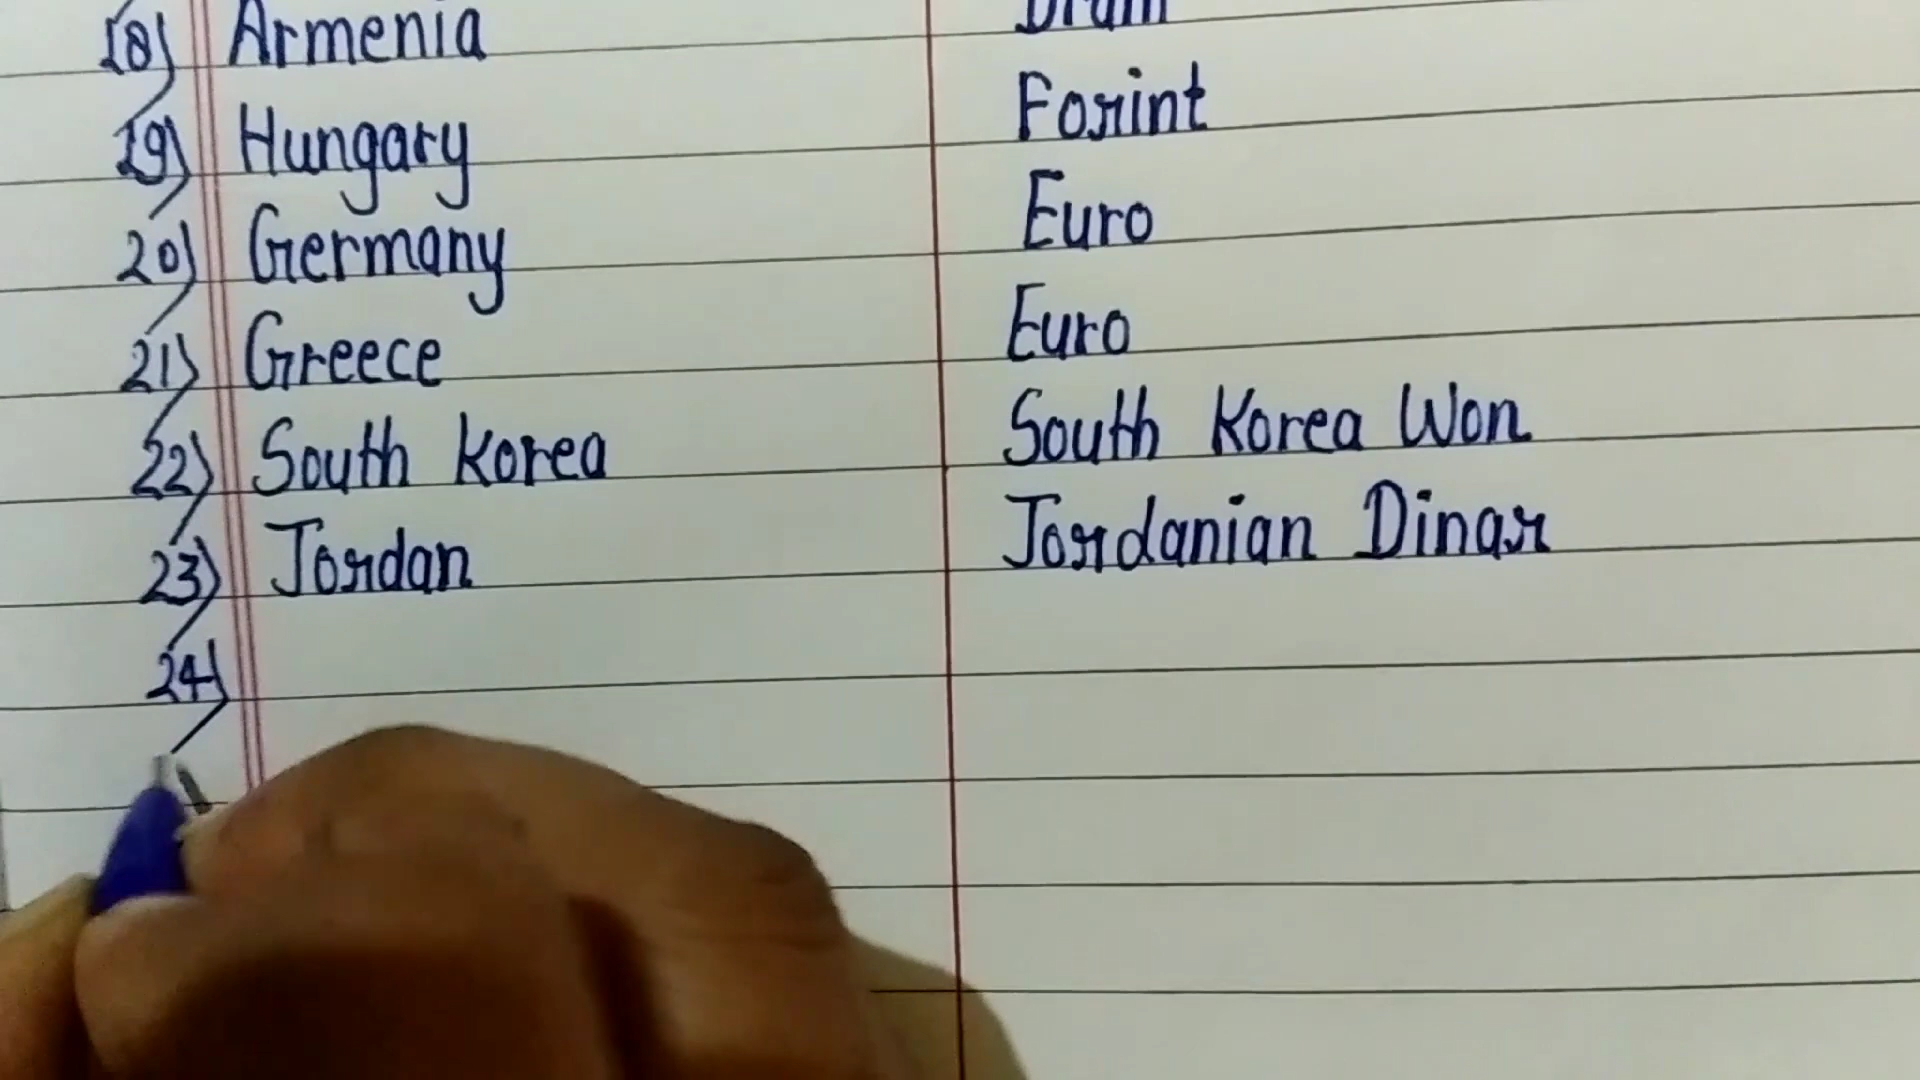 18) Armenia Dram
19) Hungary Forint
20) Germany Euro
21) Greece Euro
22) South Korea South Korea Won
23) Jordan Jordanian Dinar
24)